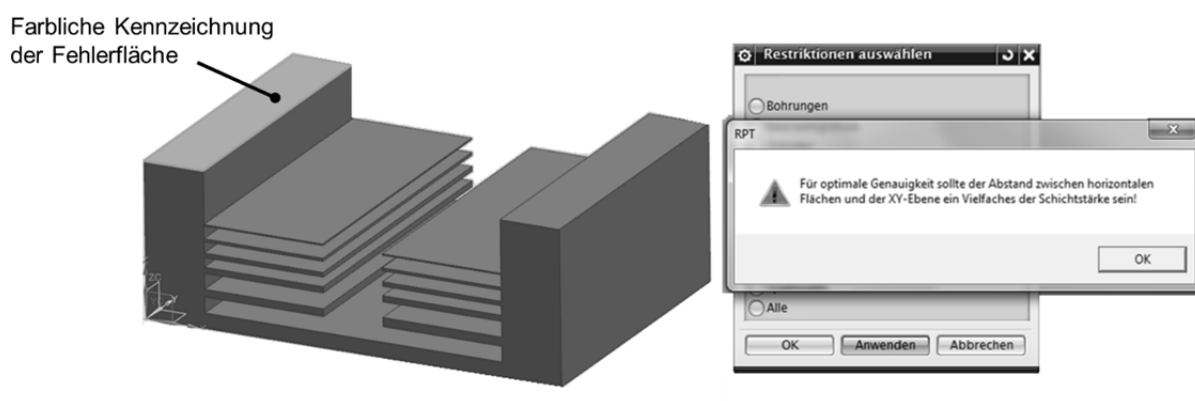 Farbliche Kennzeichnung
der Fehlerfläche
Restriktionen auswählen
Bohrungen
RPT
Für optimale Genauigkeit sollte der Abstand zwischen horizontalen
Flächen und der XY-Ebene ein Vielfaches der Schichtstärke sein!
OK
Alle
OK
Anwenden
Abbrechen
ZC